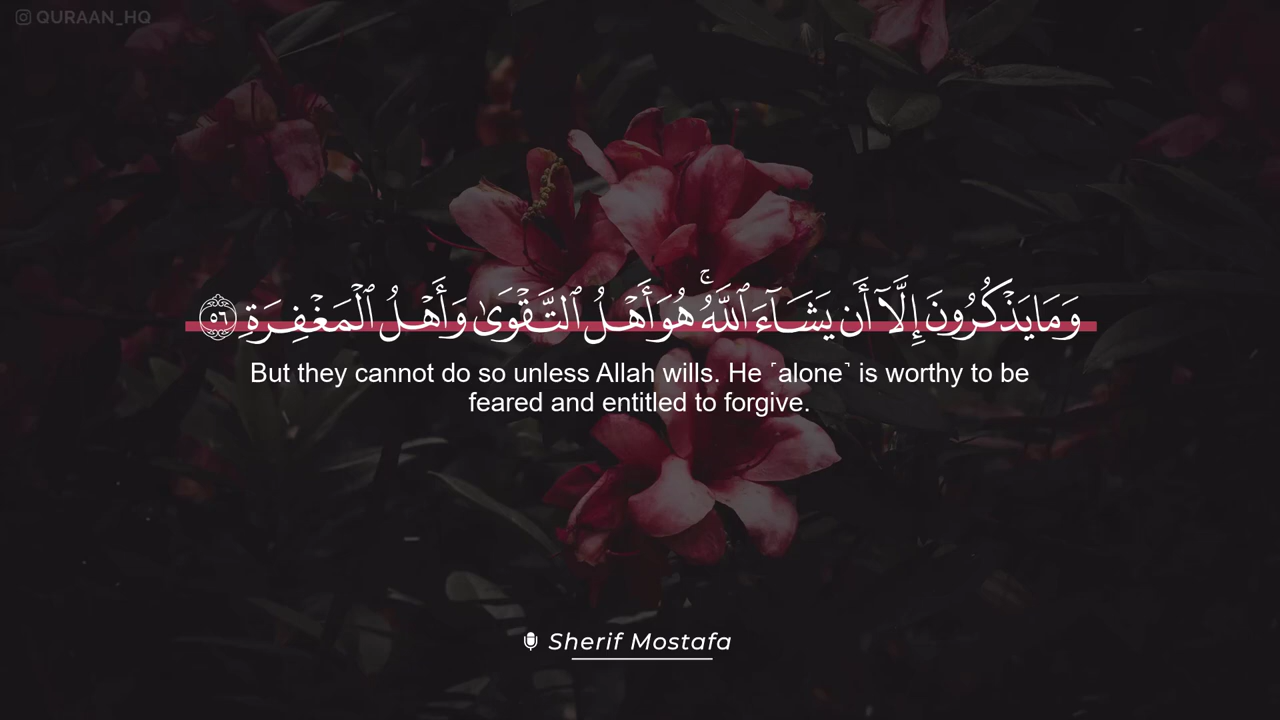 QURAAN_HQ
وَمَا يَذْكُرُونَ إِلَّآ أَن يَشَآءَ ٱللَّهُ ۚ هُوَ أَهْلُ ٱلتَّقْوَىٰ وَأَهْلُ ٱلْمَغْفِرَةِ ٥٦
But they cannot do so unless Allah wills. He ˹alone˺ is worthy to be
feared and entitled to forgive.
Sherif Mostafa